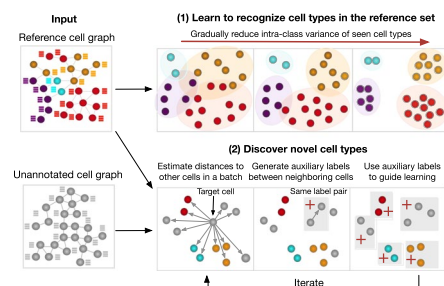 Input
(1) Learn to recognize cell types in the reference set
Reference cell graph
Gradually reduce intra-class variance of seen cell types
(2) Discover novel cell types
Unannotated cell graph
Estimate distances to
other cells in a batch
Generate auxiliary labels
between neighboring cells
Use auxiliary labels
to guide learning
Target cell
Same label pair
Iterate